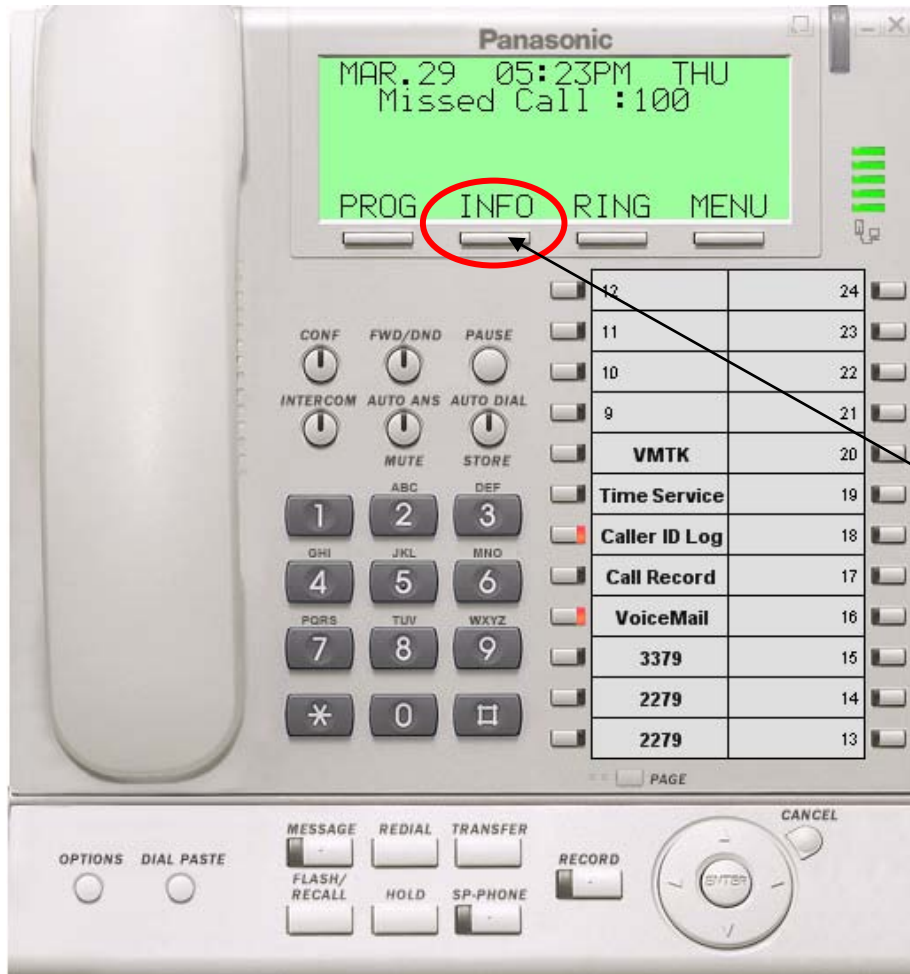 Panasonic
MAR.29 05:23PM THU
Missed Call :100
PROG INFO RING MENU
12 24
CONF FWD/DND PAUSE 11 23
10 22
INTERCOM AUTO ANS AUTO DIAL 9 21
MUTE STORE VMTK 20
ABC DEF
1 2 3 Time Service 19
Caller ID Log 18
GHI JKL MNO
4 5 6 Call Record 17
PQRS TUV WXYZ VoiceMail 16
7 8 9 3379 15
* 0 # 2279 14
2279 13
PAGE
CANCEL
MESSAGE REDIAL TRANSFER
OPTIONS DIAL PASTE RECORD
FLASH/
RECALL HOLD SP-PHONE ENTER